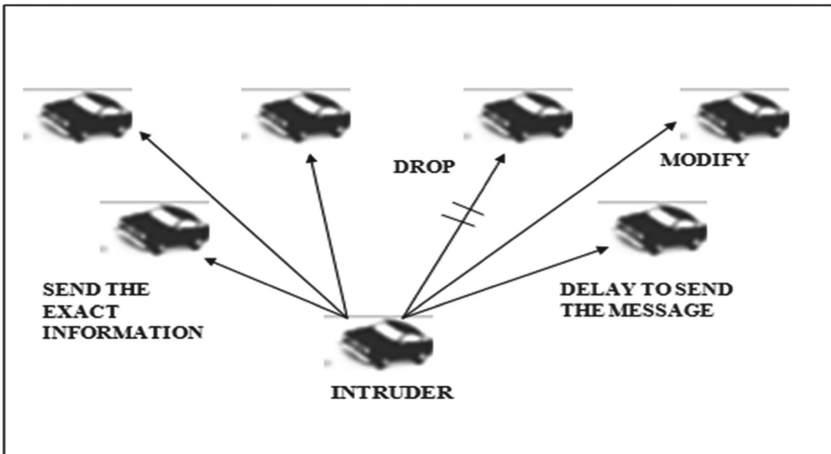 DROP
MODIFY
SEND THE
EXACT
INFORMATION
DELAY TO SEND
THE MESSAGE
INTRUDER